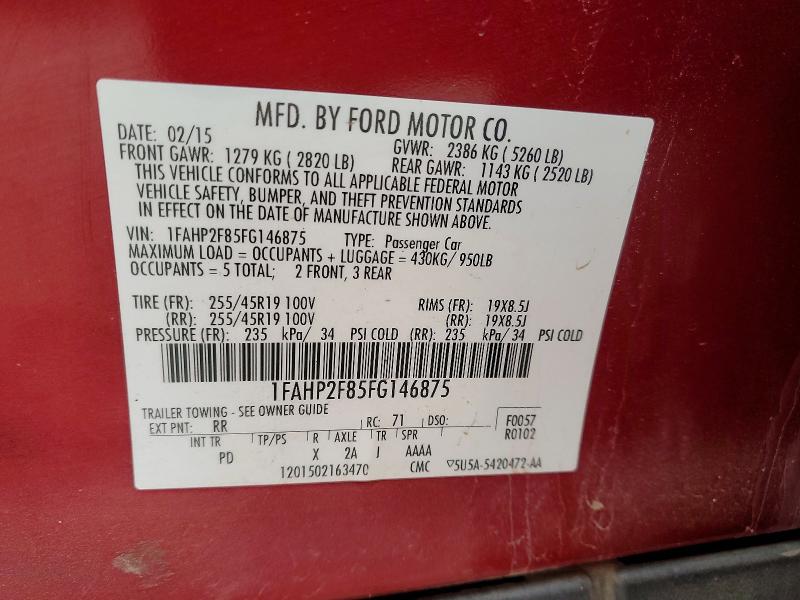 MFD. BY FORD MOTOR CO.
DATE: 02/15 GVWR: 2386 KG ( 5260 LB)
FRONT GAWR: 1279 KG ( 2820 LB) REAR GAWR: 1143 KG ( 2520 LB)
THIS VEHICLE CONFORMS TO ALL APPLICABLE FEDERAL MOTOR
VEHICLE SAFETY, BUMPER, AND THEFT PREVENTION STANDARDS
IN EFFECT ON THE DATE OF MANUFACTURE SHOWN ABOVE.
VIN: 1FAHP2F85FG146875 TYPE: Passenger Car
MAXIMUM LOAD = OCCUPANTS + LUGGAGE = 430KG/ 950LB
OCCUPANTS = 5 TOTAL; 2 FRONT, 3 REAR
TIRE (FR): 255/45R19 100V RIMS (FR): 19X8.5J
(RR): 255/45R19 100V (RR): 19X8.5J
PRESSURE (FR): 235 kPa/ 34 PSI COLD (RR): 235 kPa/ 34 PSI COLD
1FAHP2F85FG146875
TRAILER TOWING - SEE OWNER GUIDE
EXT PNT: RR RC: 71 DSO: F0057
INT TR TP/PS R AXLE TR SPR R0102
PD X 2A J AAAA
1201502163470 CMC ▽5U5A-5420472-AA